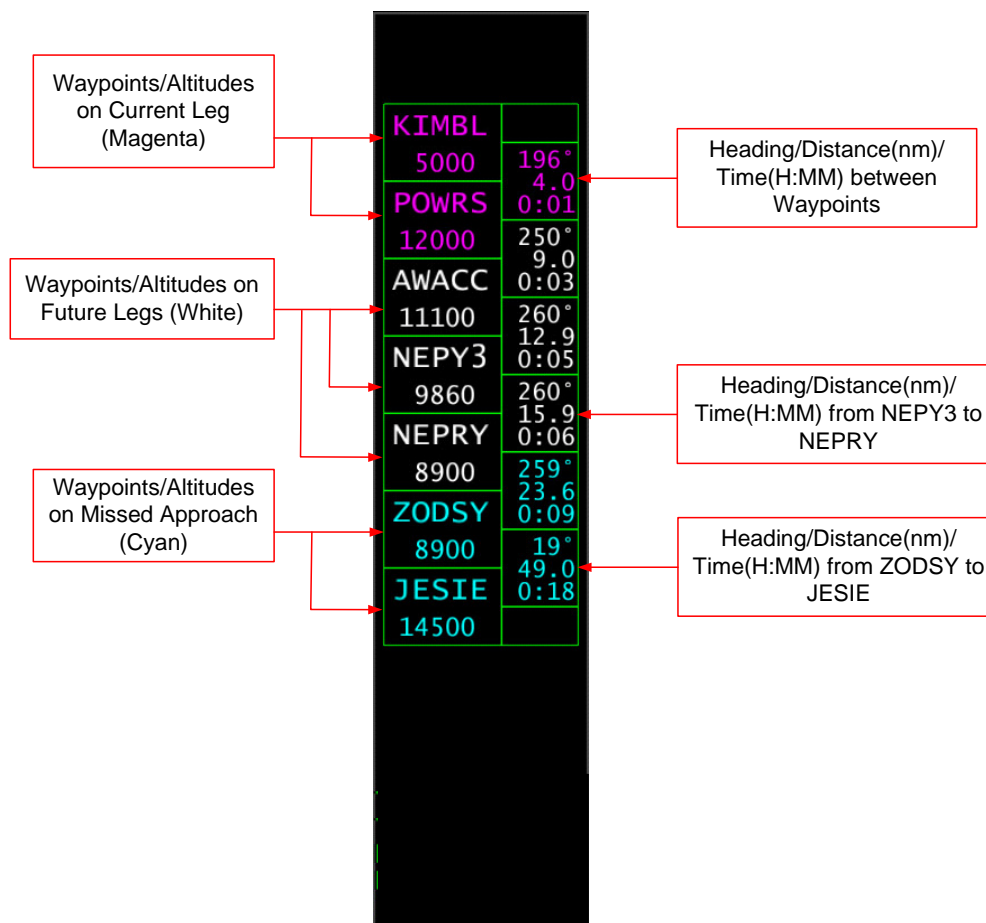 Waypoints/Altitudes
on Current Leg
(Magenta)
Waypoints/Altitudes on
Future Legs (White)
Waypoints/Altitudes
on Missed Approach
(Cyan)
KIMBL
5000
POWRS
12000
AWACC
11100
NEPY3
9860
NEPRY
8900
ZODSY
8900
JESIE
14500
196°
4.0
0:01
250°
9.0
0:03
260°
12.9
0:05
260°
15.9
0:06
259°
23.6
0:09
19°
49.0
0:18
Heading/Distance(nm)/
Time(H:MM) between
Waypoints
Heading/Distance(nm)/
Time(H:MM) from NEPY3 to
NEPRY
Heading/Distance(nm)/
Time(H:MM) from ZODSY to
JESIE